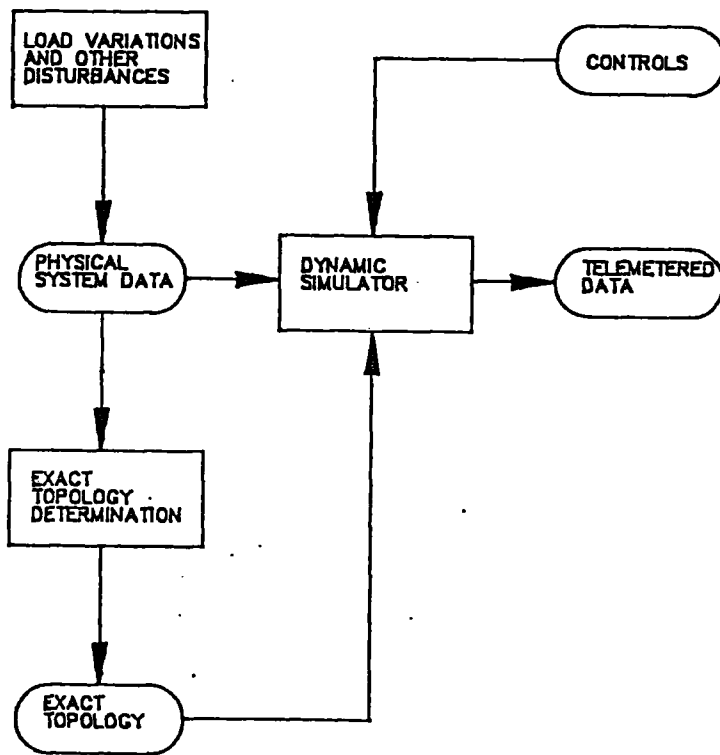 LOAD VARIATIONS
AND OTHER
DISTURBANCES
CONTROLS
PHYSICAL
SYSTEM DATA
DYNAMIC
SIMULATOR
TELEMETERED
DATA
EXACT
TOPOLOGY
DETERMINATION
EXACT
TOPOLOGY